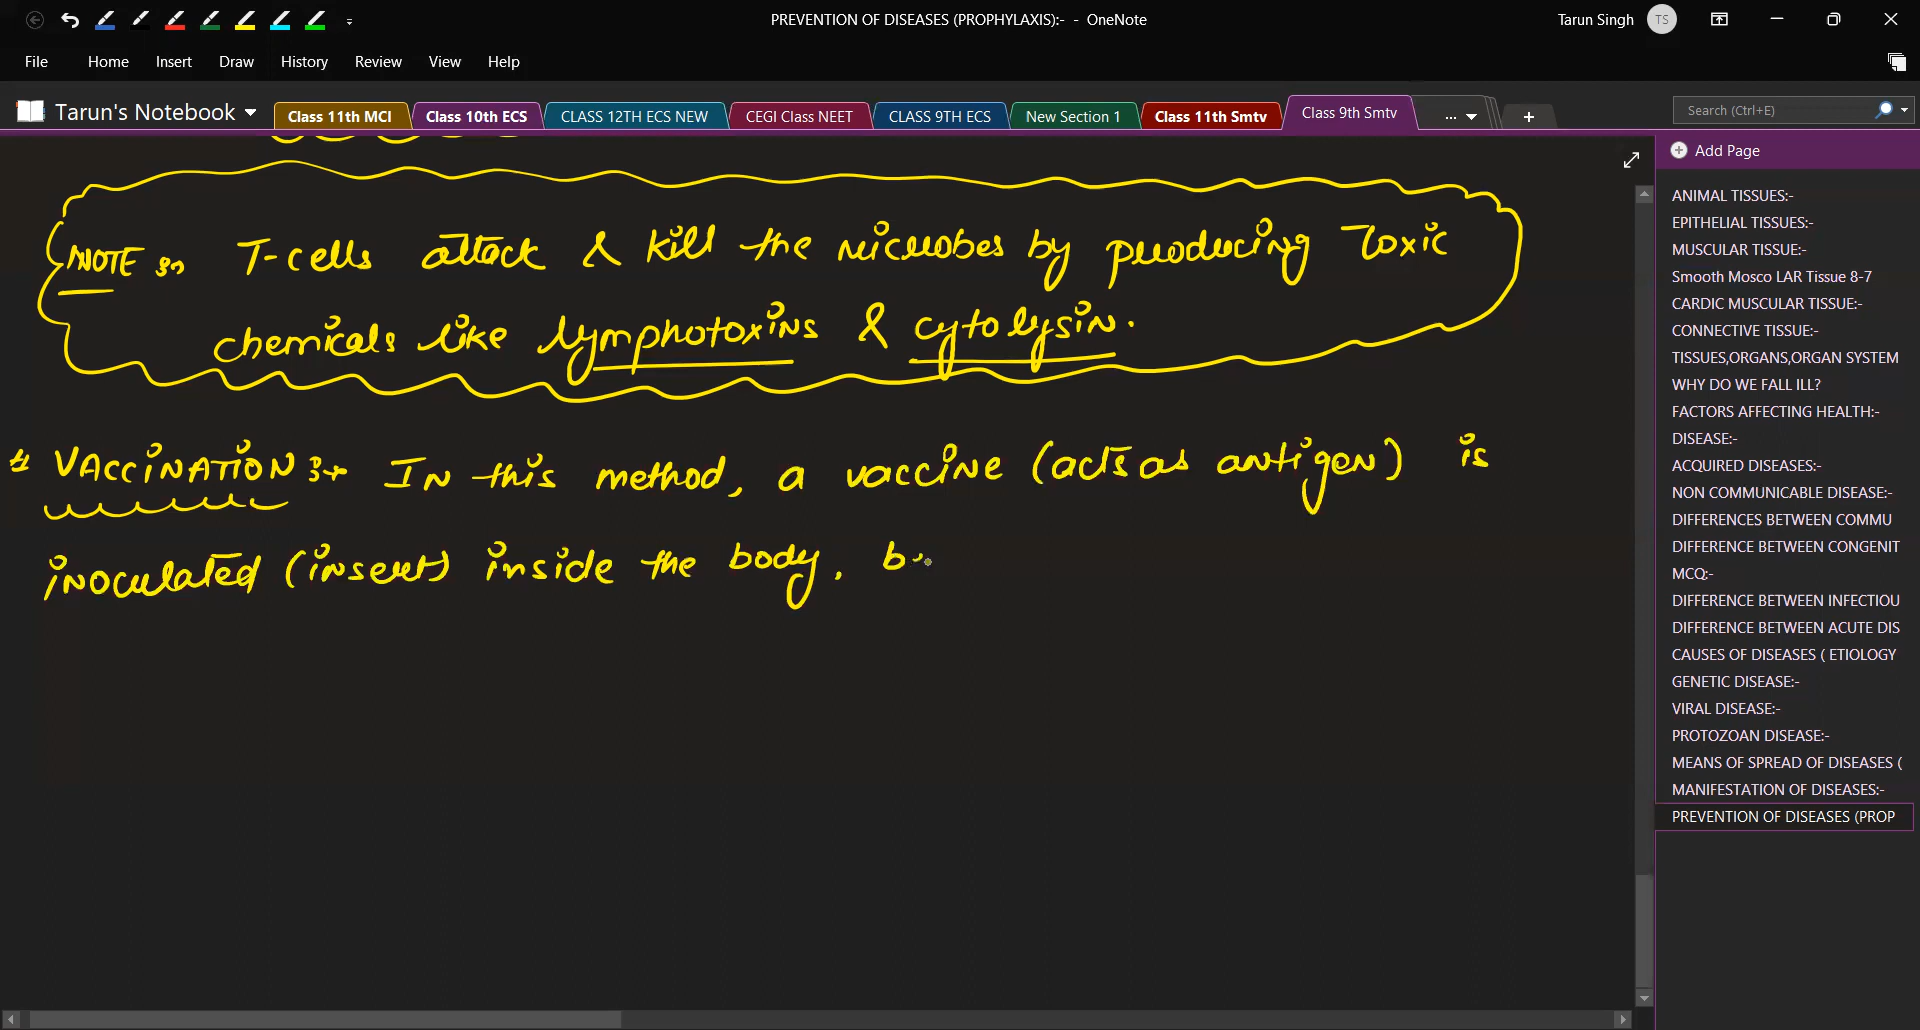 PREVENTION OF DISEASES (PROPHYLAXIS):- - OneNote
Tarun Singh
TS
File Home Insert Draw History Review View Help
Tarun's Notebook
Class 11th MCI
Class 10th ECS
CLASS 12TH ECS NEW
CEGI Class NEET
CLASS 9TH ECS
New Section 1
Class 11th Smtv
Class 9th Smtv
...
+
Search (Ctrl+E)
NOTE :- T-cells attack & kill the microbes by producing Toxic
chemicals like lymphotoxins & cytolysin.
# VACCINATION :→ IN this method, a vaccine (acts as antigen) is
inoculated (insert) inside the body, b
Add Page
ANIMAL TISSUES:-
EPITHELIAL TISSUES:-
MUSCULAR TISSUE:-
Smooth Mosco LAR Tissue 8-7
CARDIC MUSCULAR TISSUE:-
CONNECTIVE TISSUE:-
TISSUES,ORGANS,ORGAN SYSTEM
WHY DO WE FALL ILL?
FACTORS AFFECTING HEALTH:-
DISEASE:-
ACQUIRED DISEASES:-
NON COMMUNICABLE DISEASE:-
DIFFERENCES BETWEEN COMMU
DIFFERENCE BETWEEN CONGENIT
MCQ:-
DIFFERENCE BETWEEN INFECTIOU
DIFFERENCE BETWEEN ACUTE DIS
CAUSES OF DISEASES ( ETIOLOGY
GENETIC DISEASE:-
VIRAL DISEASE:-
PROTOZOAN DISEASE:-
MEANS OF SPREAD OF DISEASES (
MANIFESTATION OF DISEASES:-
PREVENTION OF DISEASES (PROP